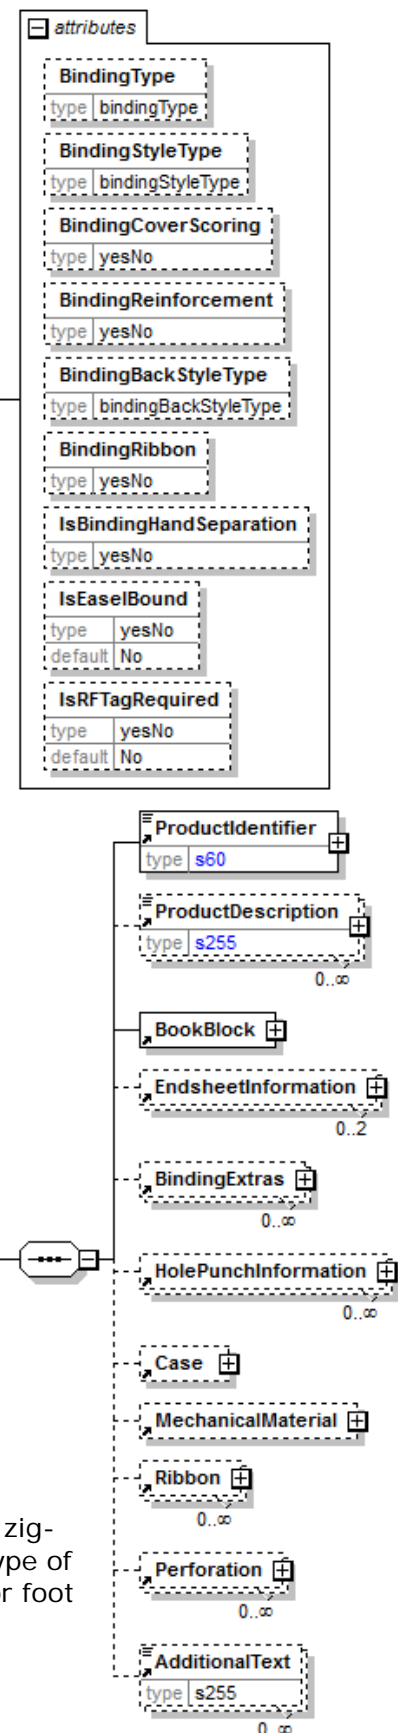 attributes
BindingType
type bindingType
BindingStyleType
type bindingStyleType
BindingCoverScoring
type yesNo
BindingReinforcement
type yesNo
BindingBackStyleType
type bindingBackStyleType
BindingRibbon
type yesNo
IsBindingHandSeparation
type yesNo
IsEaselBound
type yesNo
default No
IsRFTagRequired
type yesNo
default No
ProductIdentifier
type s60
ProductDescription
type s255
0..∞
BookBlock
EndsheetInformation
0..2
BindingExtras
0..∞
HolePunchInformation
0..∞
Case
MechanicalMaterial
Ribbon
0..∞
zig-
ype of
Perforation
or foot
0..∞
AdditionalText
type s255
0..∞